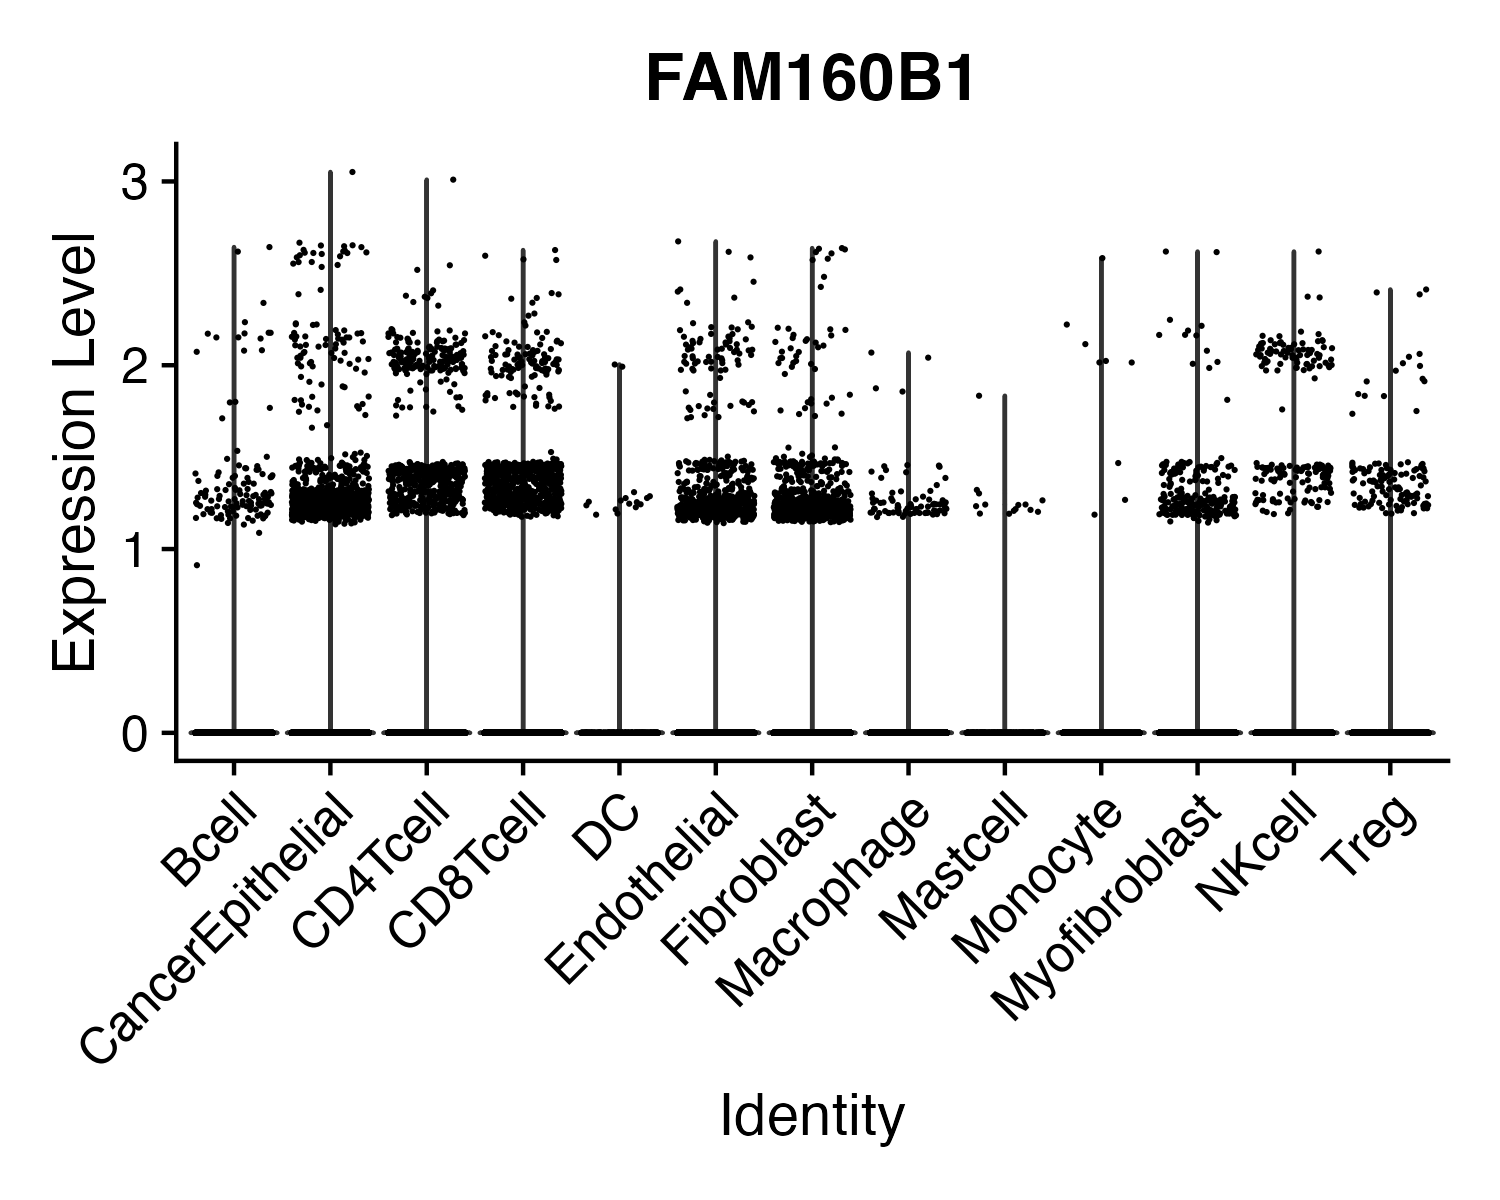 FAM160B1
Expression Level
3
2
1
0
Bcell
CancerEpithelial
CD4Tcell
CD8Tcell
DC
Endothelial
Fibroblast
Macrophage
Mastcell
Monocyte
Myofibroblast
NKcell
Treg
Identity